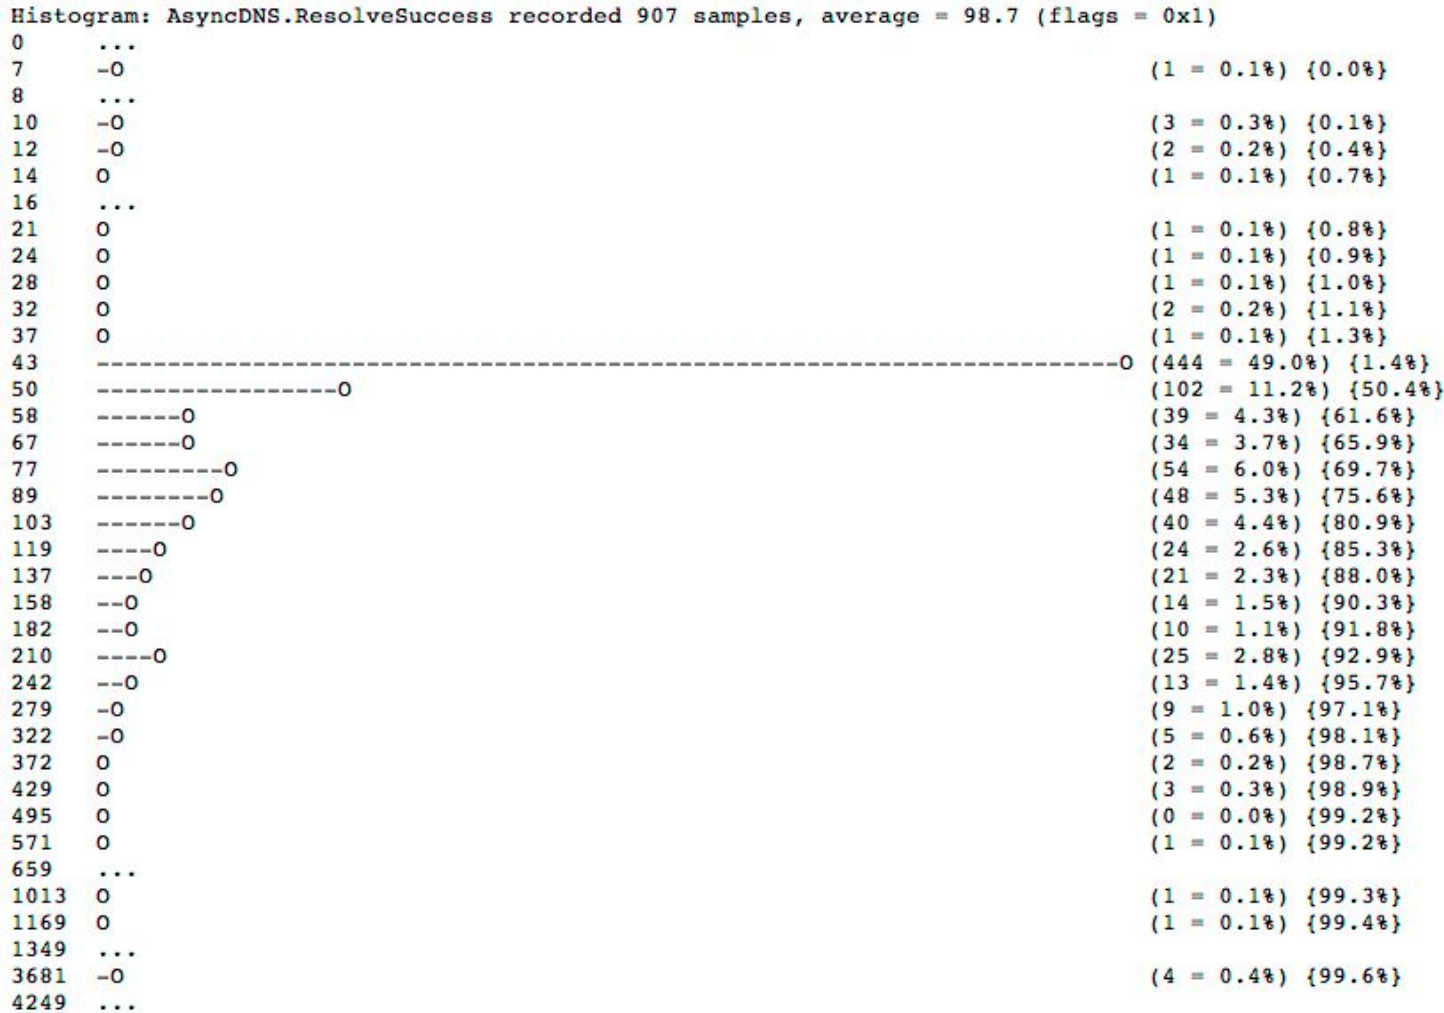 Histogram: AsyncDNS.ResolveSuccess recorded 907 samples, average = 98.7 (flags = 0x1)
0 ...
7 -O (1 = 0.1%) {0.0%}
8 ...
10 -O (3 = 0.3%) {0.1%}
12 -O (2 = 0.2%) {0.4%}
14 O (1 = 0.1%) {0.7%}
16 ...
21 O (1 = 0.1%) {0.8%}
24 O (1 = 0.1%) {0.9%}
28 O (1 = 0.1%) {1.0%}
32 O (2 = 0.2%) {1.1%}
37 O (1 = 0.1%) {1.3%}
43 ------------------------------------------------------------------------O (444 = 49.0%) {1.4%}
50 -----------------O (102 = 11.2%) {50.4%}
58 ------O (39 = 4.3%) {61.6%}
67 ------O (34 = 3.7%) {65.9%}
77 ---------O (54 = 6.0%) {69.7%}
89 --------O (48 = 5.3%) {75.6%}
103 ------O (40 = 4.4%) {80.9%}
119 ----O (24 = 2.6%) {85.3%}
137 ---O (21 = 2.3%) {88.0%}
158 --O (14 = 1.5%) {90.3%}
182 --O (10 = 1.1%) {91.8%}
210 ----O (25 = 2.8%) {92.9%}
242 --O (13 = 1.4%) {95.7%}
279 -O (9 = 1.0%) {97.1%}
322 -O (5 = 0.6%) {98.1%}
372 O (2 = 0.2%) {98.7%}
429 O (3 = 0.3%) {98.9%}
495 O (0 = 0.0%) {99.2%}
571 O (1 = 0.1%) {99.2%}
659 ...
1013 O (1 = 0.1%) {99.3%}
1169 O (1 = 0.1%) {99.4%}
1349 ...
3681 -O (4 = 0.4%) {99.6%}
4249 ...